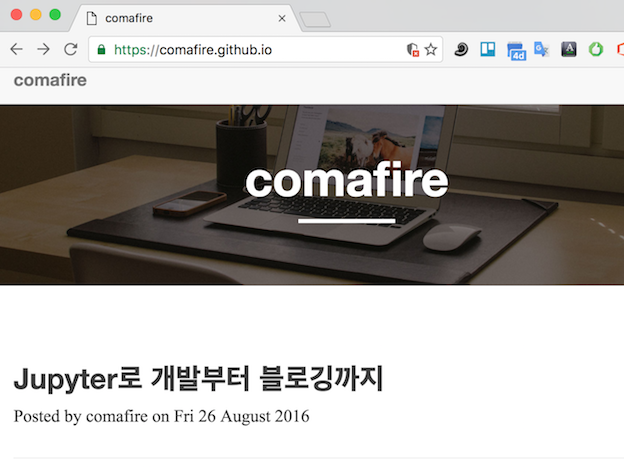 comafire
https://comafire.github.io
4d
comafire
comafire
Jupyter로 개발부터 블로깅까지
Posted by comafire on Fri 26 August 2016